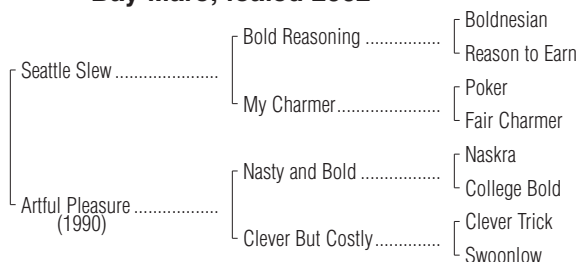 Bay Mare; foaled 2002
Boldnesian
Bold Reasoning
Reason to Earn
Seattle Slew
Poker
My Charmer
Fair Charmer
Naskra
Nasty and Bold
College Bold
Artful Pleasure
(1990)
Clever Trick
Clever But Costly
Swoonlow